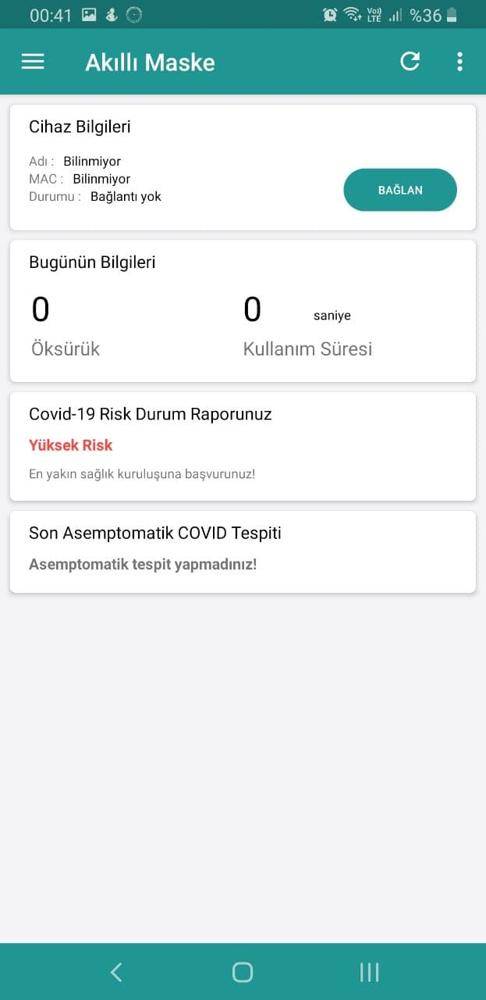 00:41 Vo)) LTE %36
Akıllı Maske
Cihaz Bilgileri
Adı : Bilinmiyor
MAC : Bilinmiyor
Durumu : Bağlantı yok
BAĞLAN
Bugünün Bilgileri
0 0 saniye
Öksürük Kullanım Süresi
Covid-19 Risk Durum Raporunuz
Yüksek Risk
En yakın sağlık kuruluşuna başvurunuz!
Son Asemptomatik COVID Tespiti
Asemptomatik tespit yapmadınız!